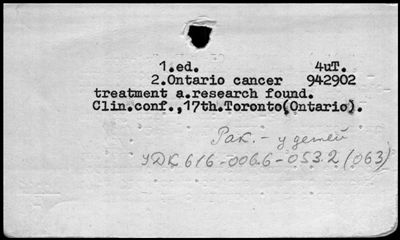 1.ed. 4uT.
2.Ontario cancer 942902
treatment a.research found.
Clin.conf.,17th.Toronto(Ontario).
Рак. - у детей
УДК 616-006.6-053.2 (063)